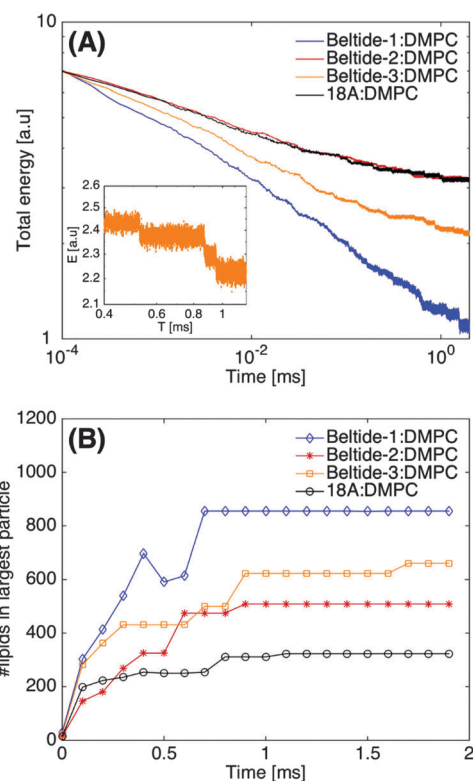 (A)
Beltide-1:DMPC
Beltide-2:DMPC
Beltide-3:DMPC
18A:DMPC
Total energy [a.u]
10
1
2.6
2.5
2.4
2.3
2.2
2.1
E [a.u]
0.4 0.6 0.8 1
T [ms]
10⁻⁴ 10⁻² 10⁰
Time [ms]
(B)
Beltide-1:DMPC
Beltide-2:DMPC
Beltide-3:DMPC
18A:DMPC
#lipids in largest particle
1200
1000
800
600
400
200
0
0 0.5 1 1.5 2
Time [ms]